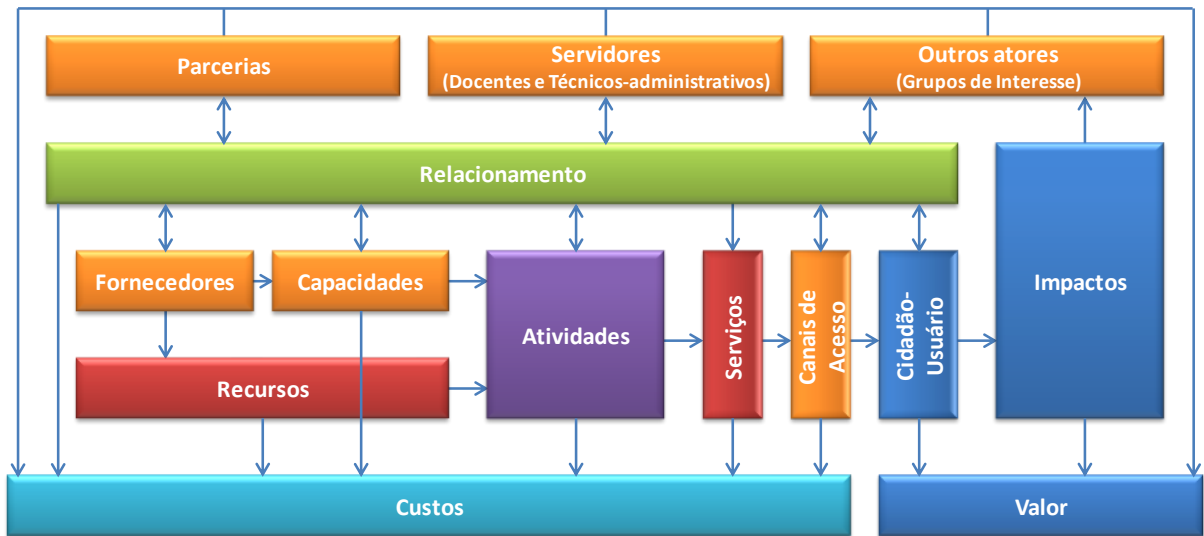 Parcerias
Servidores
(Docentes e Técnicos-administrativos)
Outros atores
(Grupos de Interesse)
Relacionamento
Fornecedores
Capacidades
Atividades
Serviços
Canais de
Acesso
Cidadão-
Usuário
Impactos
Recursos
Custos
Valor